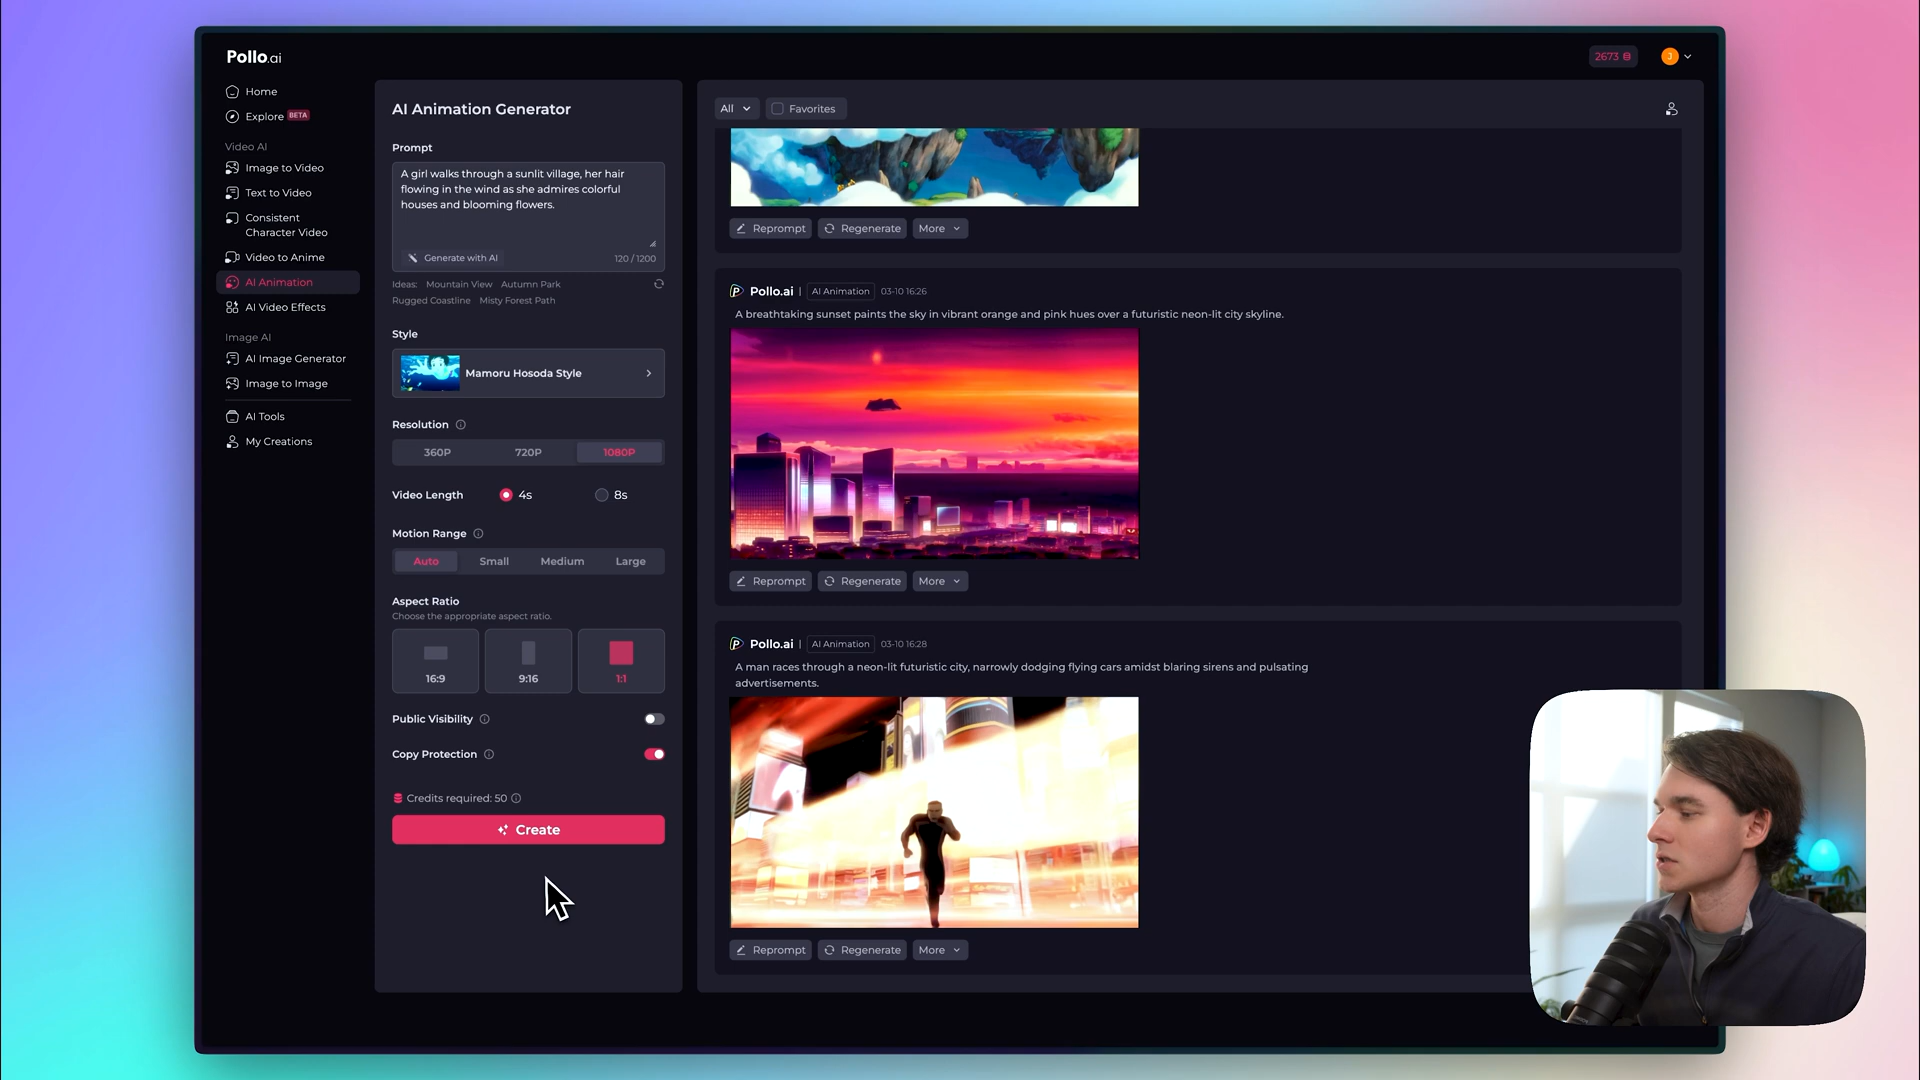 Pollo.ai
2673
J
Home
Explore BETA
Video AI
Image to Video
Text to Video
Consistent
Character Video
Video to Anime
AI Animation
AI Video Effects
Image AI
AI Image Generator
Image to Image
AI Tools
My Creations
AI Animation Generator
Prompt
A girl walks through a sunlit village, her hair
flowing in the wind as she admires colorful
houses and blooming flowers.
Generate with AI
120 / 1200
Ideas: Mountain View Autumn Park
Rugged Coastline Misty Forest Path
Style
Mamoru Hosoda Style
Resolution
360P 720P 1080P
Video Length 4s 8s
Motion Range
Auto Small Medium Large
Aspect Ratio
Choose the appropriate aspect ratio.
16:9 9:16 1:1
Public Visibility
Copy Protection
Credits required: 50
Create
All Favorites
Reprompt Regenerate More
Pollo.ai | AI Animation 03-10 16:26
A breathtaking sunset paints the sky in vibrant orange and pink hues over a futuristic neon-lit city skyline.
Reprompt Regenerate More
Pollo.ai | AI Animation 03-10 16:28
A man races through a neon-lit futuristic city, narrowly dodging flying cars amidst blaring sirens and pulsating
advertisements.
Reprompt Regenerate More